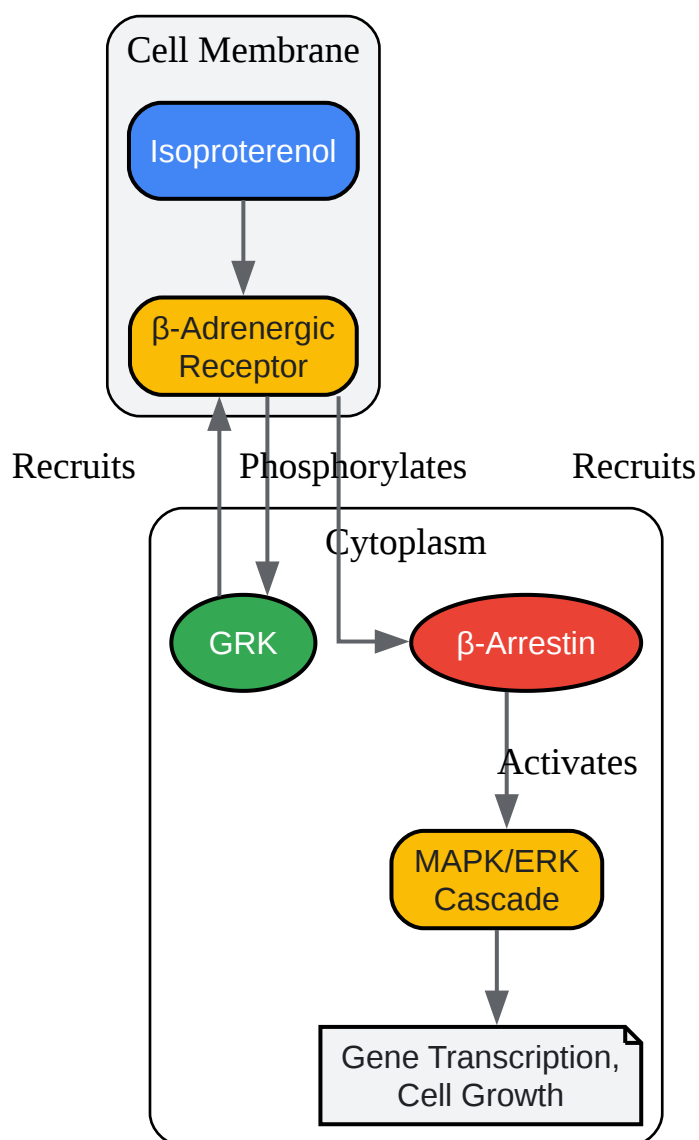 Cell Membrane
Isoproterenol
β-Adrenergic
Receptor
Recruits
Phosphorylates
Recruits
Cytoplasm
GRK
β-Arrestin
Activates
MAPK/ERK
Cascade
Gene Transcription,
Cell Growth